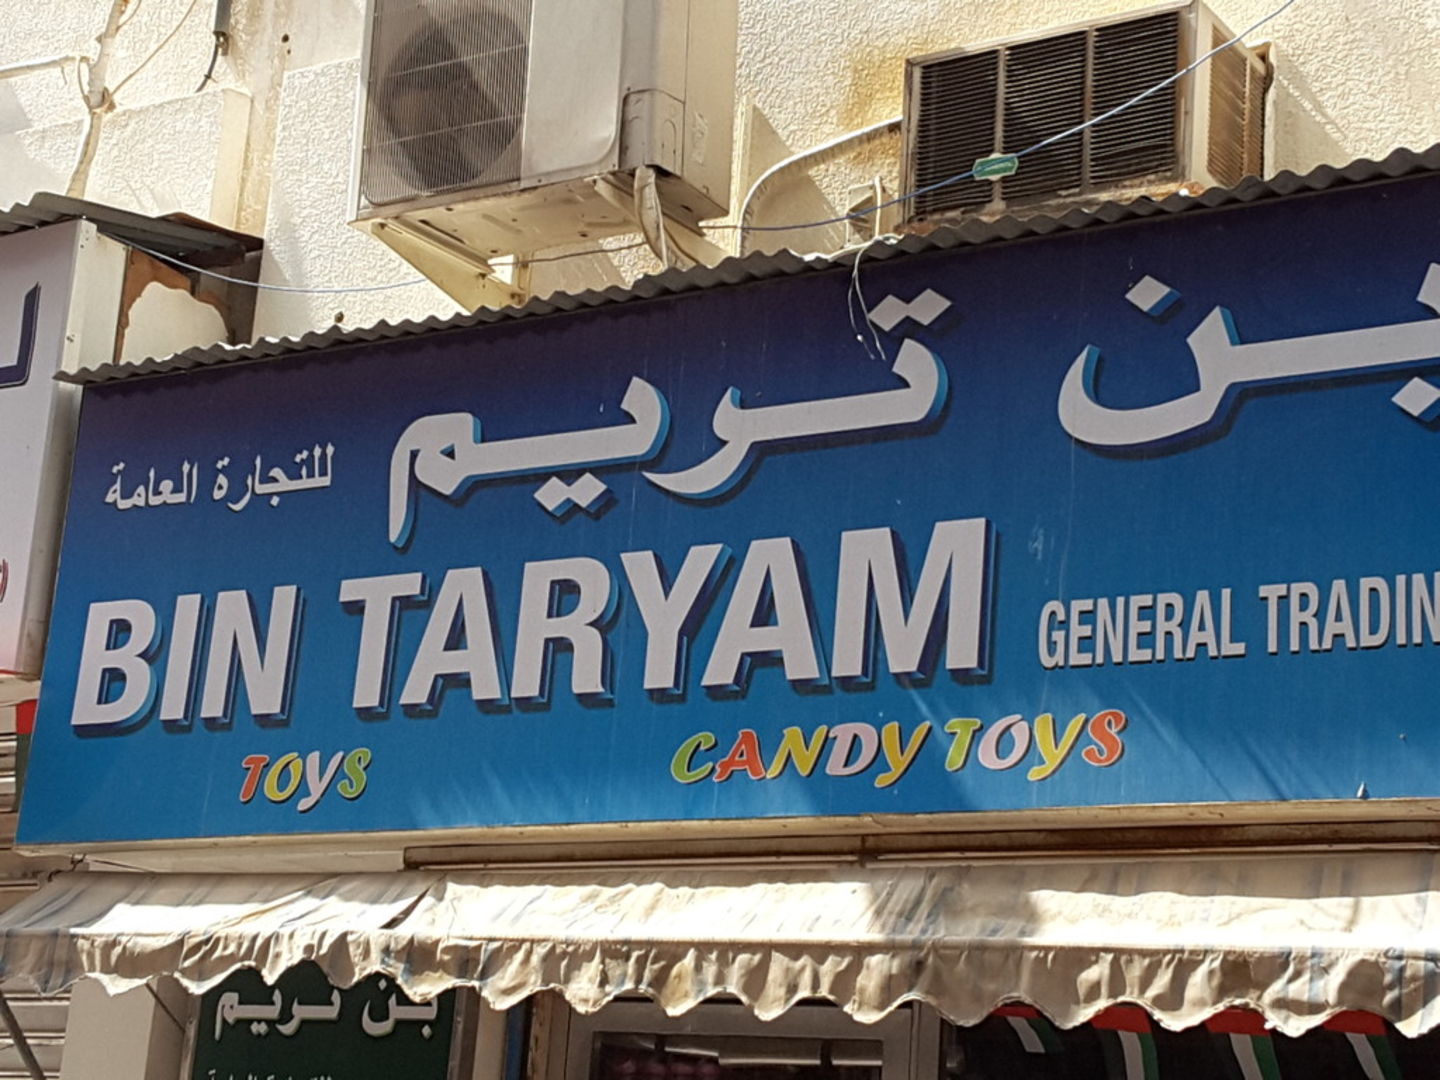 بن تريم
للتجارة العامة
BIN TARYAM GENERAL TRADIN
TOYS CANDY TOYS
بن تريم